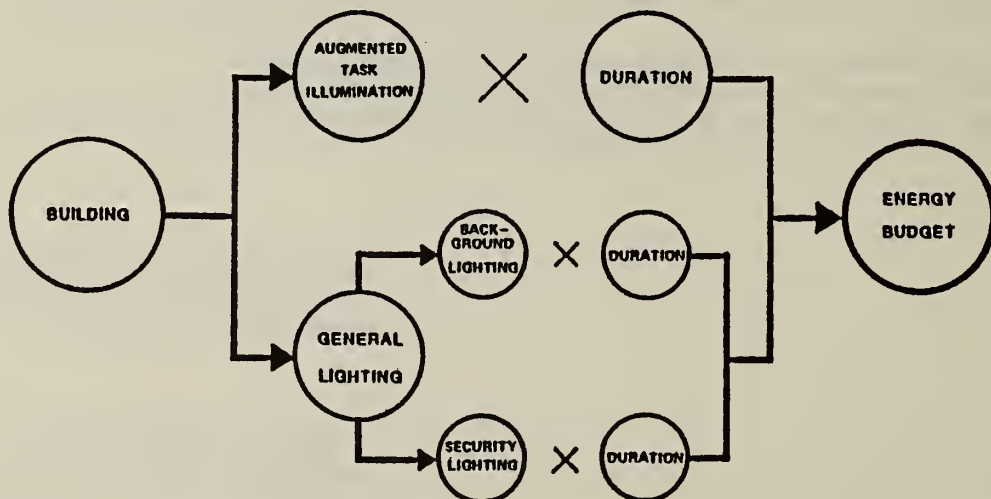 BUILDING
AUGMENTED
TASK
ILLUMINATION
DURATION
GENERAL
LIGHTING
BACK-
GROUND
LIGHTING
DURATION
SECURITY
LIGHTING
DURATION
ENERGY
BUDGET